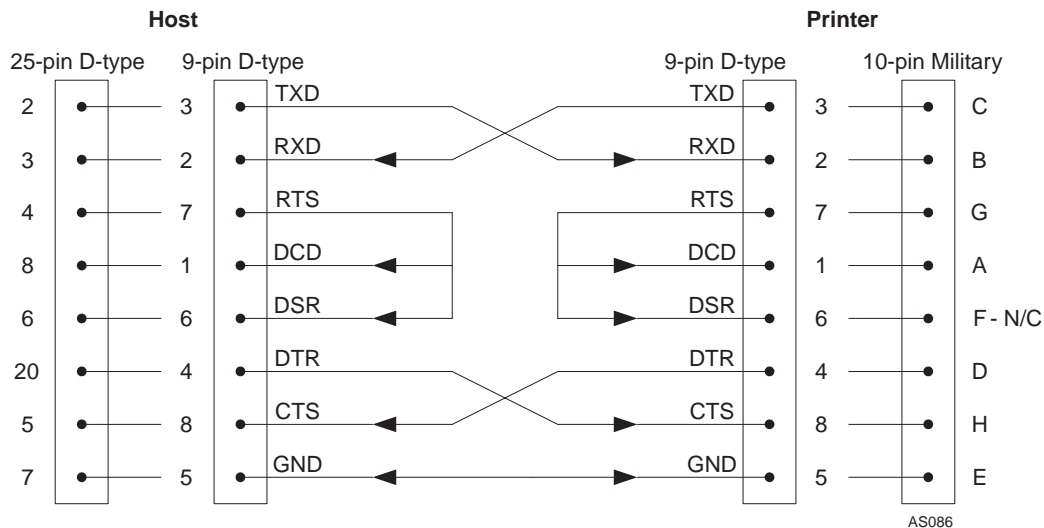 Host Printer
25-pin D-type 9-pin D-type 9-pin D-type 10-pin Military
2 3 TXD TXD 3 C
3 2 RXD RXD 2 B
4 7 RTS RTS 7 G
8 1 DCD DCD 1 A
6 6 DSR DSR 6 F - N/C
20 4 DTR DTR 4 D
5 8 CTS CTS 8 H
7 5 GND GND 5 E
AS086